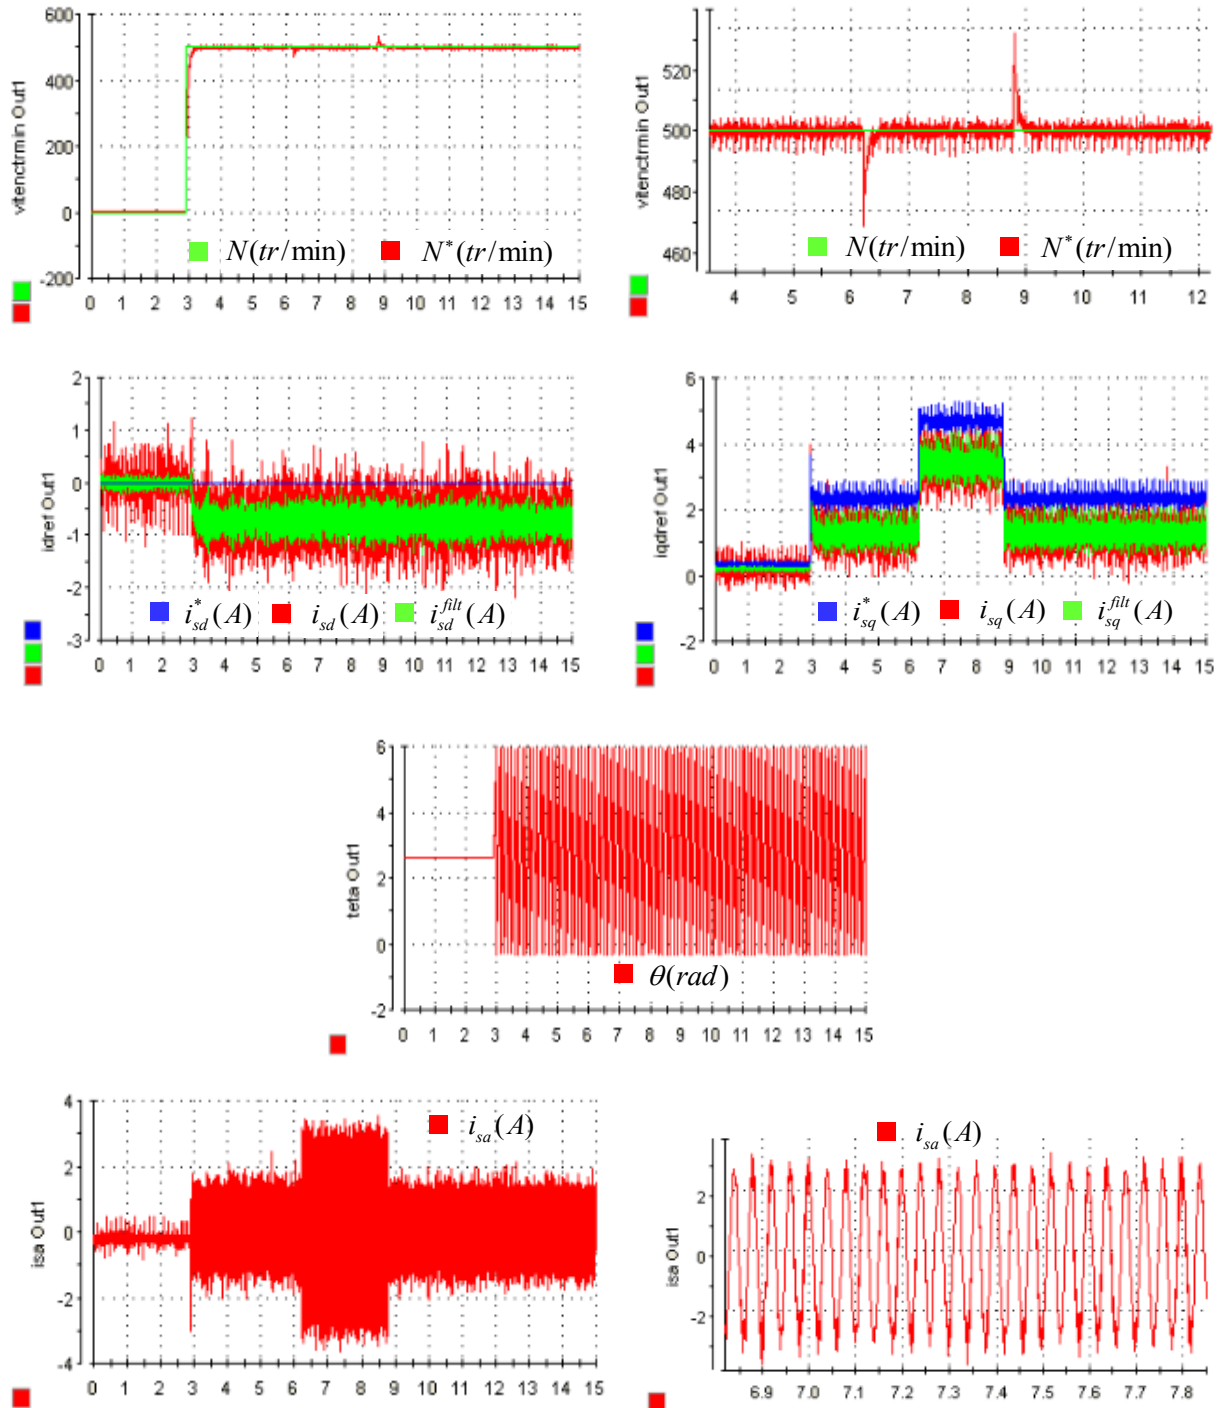 vitenctrmin Out1
600
400
200
0
-200
0 1 2 3 4 5 6 7 8 9 10 11 12 13 14 15
N(tr/min) N*(tr/min)
vitenctrmin Out1
520
500
480
460
4 5 6 7 8 9 10 11 12
N(tr/min) N*(tr/min)
idref Out1
2
1
0
-1
-2
-3
0 1 2 3 4 5 6 7 8 9 10 11 12 13 14 15
i*sd(A) isd(A) isd^filt(A)
iqdref Out1
6
4
2
0
-2
0 1 2 3 4 5 6 7 8 9 10 11 12 13 14 15
i*sq(A) isq(A) isq^filt(A)
teta Out1
6
4
2
0
-2
0 1 2 3 4 5 6 7 8 9 10 11 12 13 14 15
θ(rad)
isa Out1
4
2
0
-2
-4
0 1 2 3 4 5 6 7 8 9 10 11 12 13 14 15
isa(A)
isa Out1
2
0
-2
6.9 7.0 7.1 7.2 7.3 7.4 7.5 7.6 7.7 7.8
isa(A)